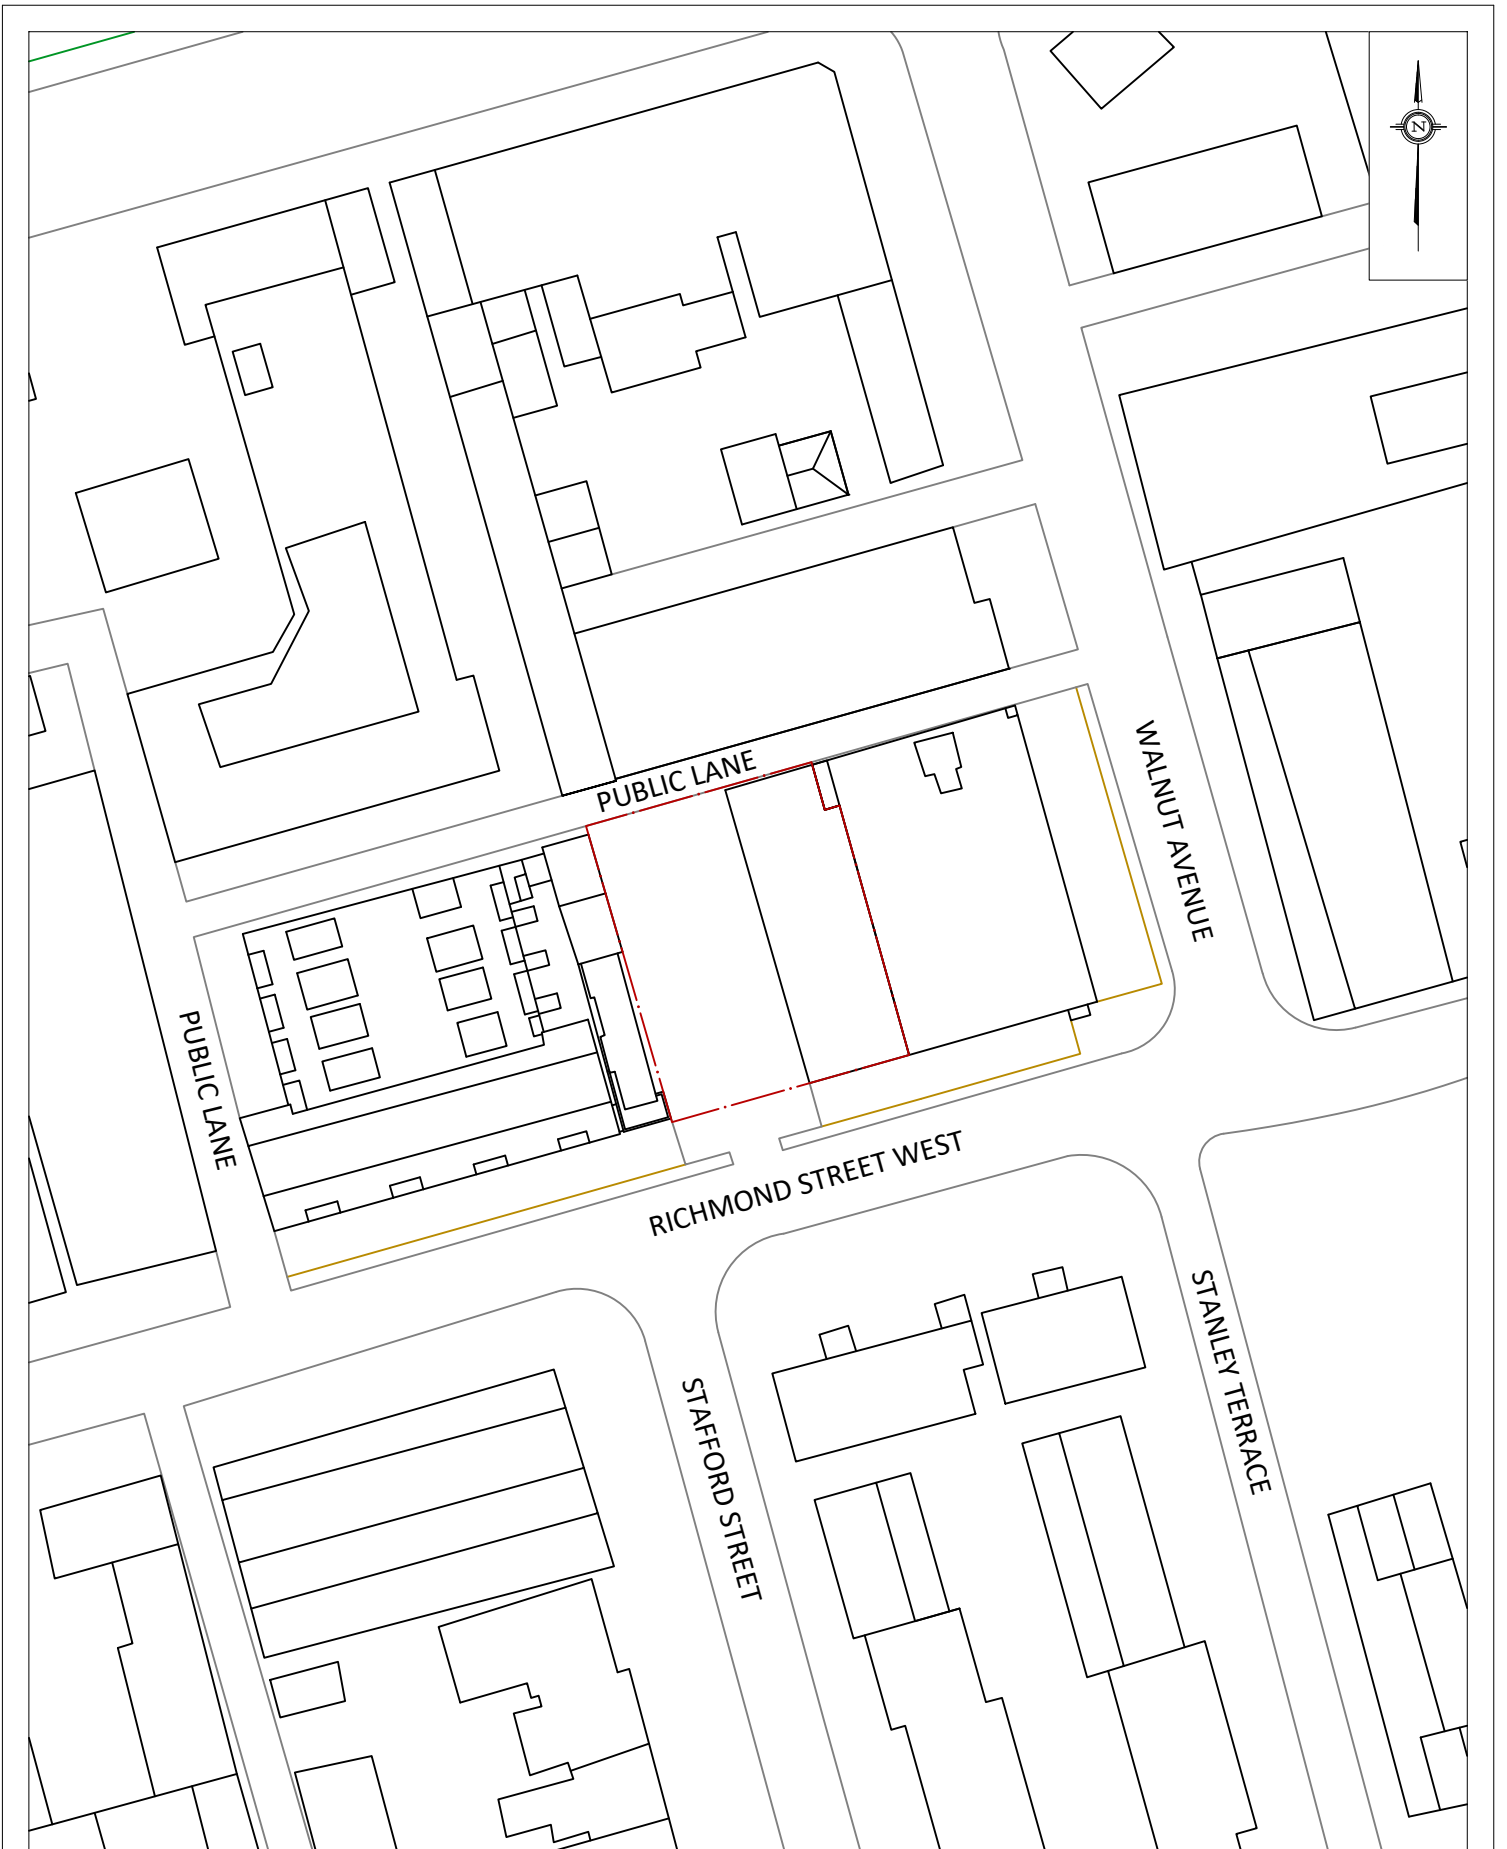 N
PUBLIC LANE
WALNUT AVENUE
PUBLIC LANE
RICHMOND STREET WEST
STANLEY TERRACE
STAFFORD STREET